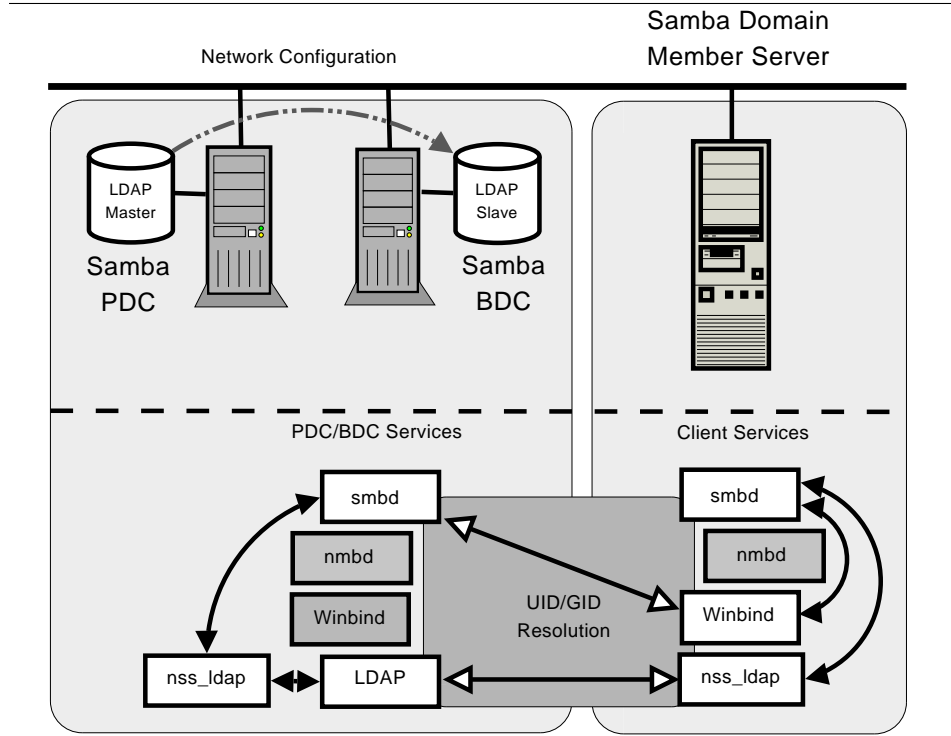 Samba Domain
Member Server
Network Configuration
LDAP
Master
LDAP
Slave
Samba
PDC
Samba
BDC
PDC/BDC Services
Client Services
smbd
smbd
nmbd
nmbd
Winbind
UID/GID
Resolution
Winbind
nss_ldap
LDAP
nss_ldap